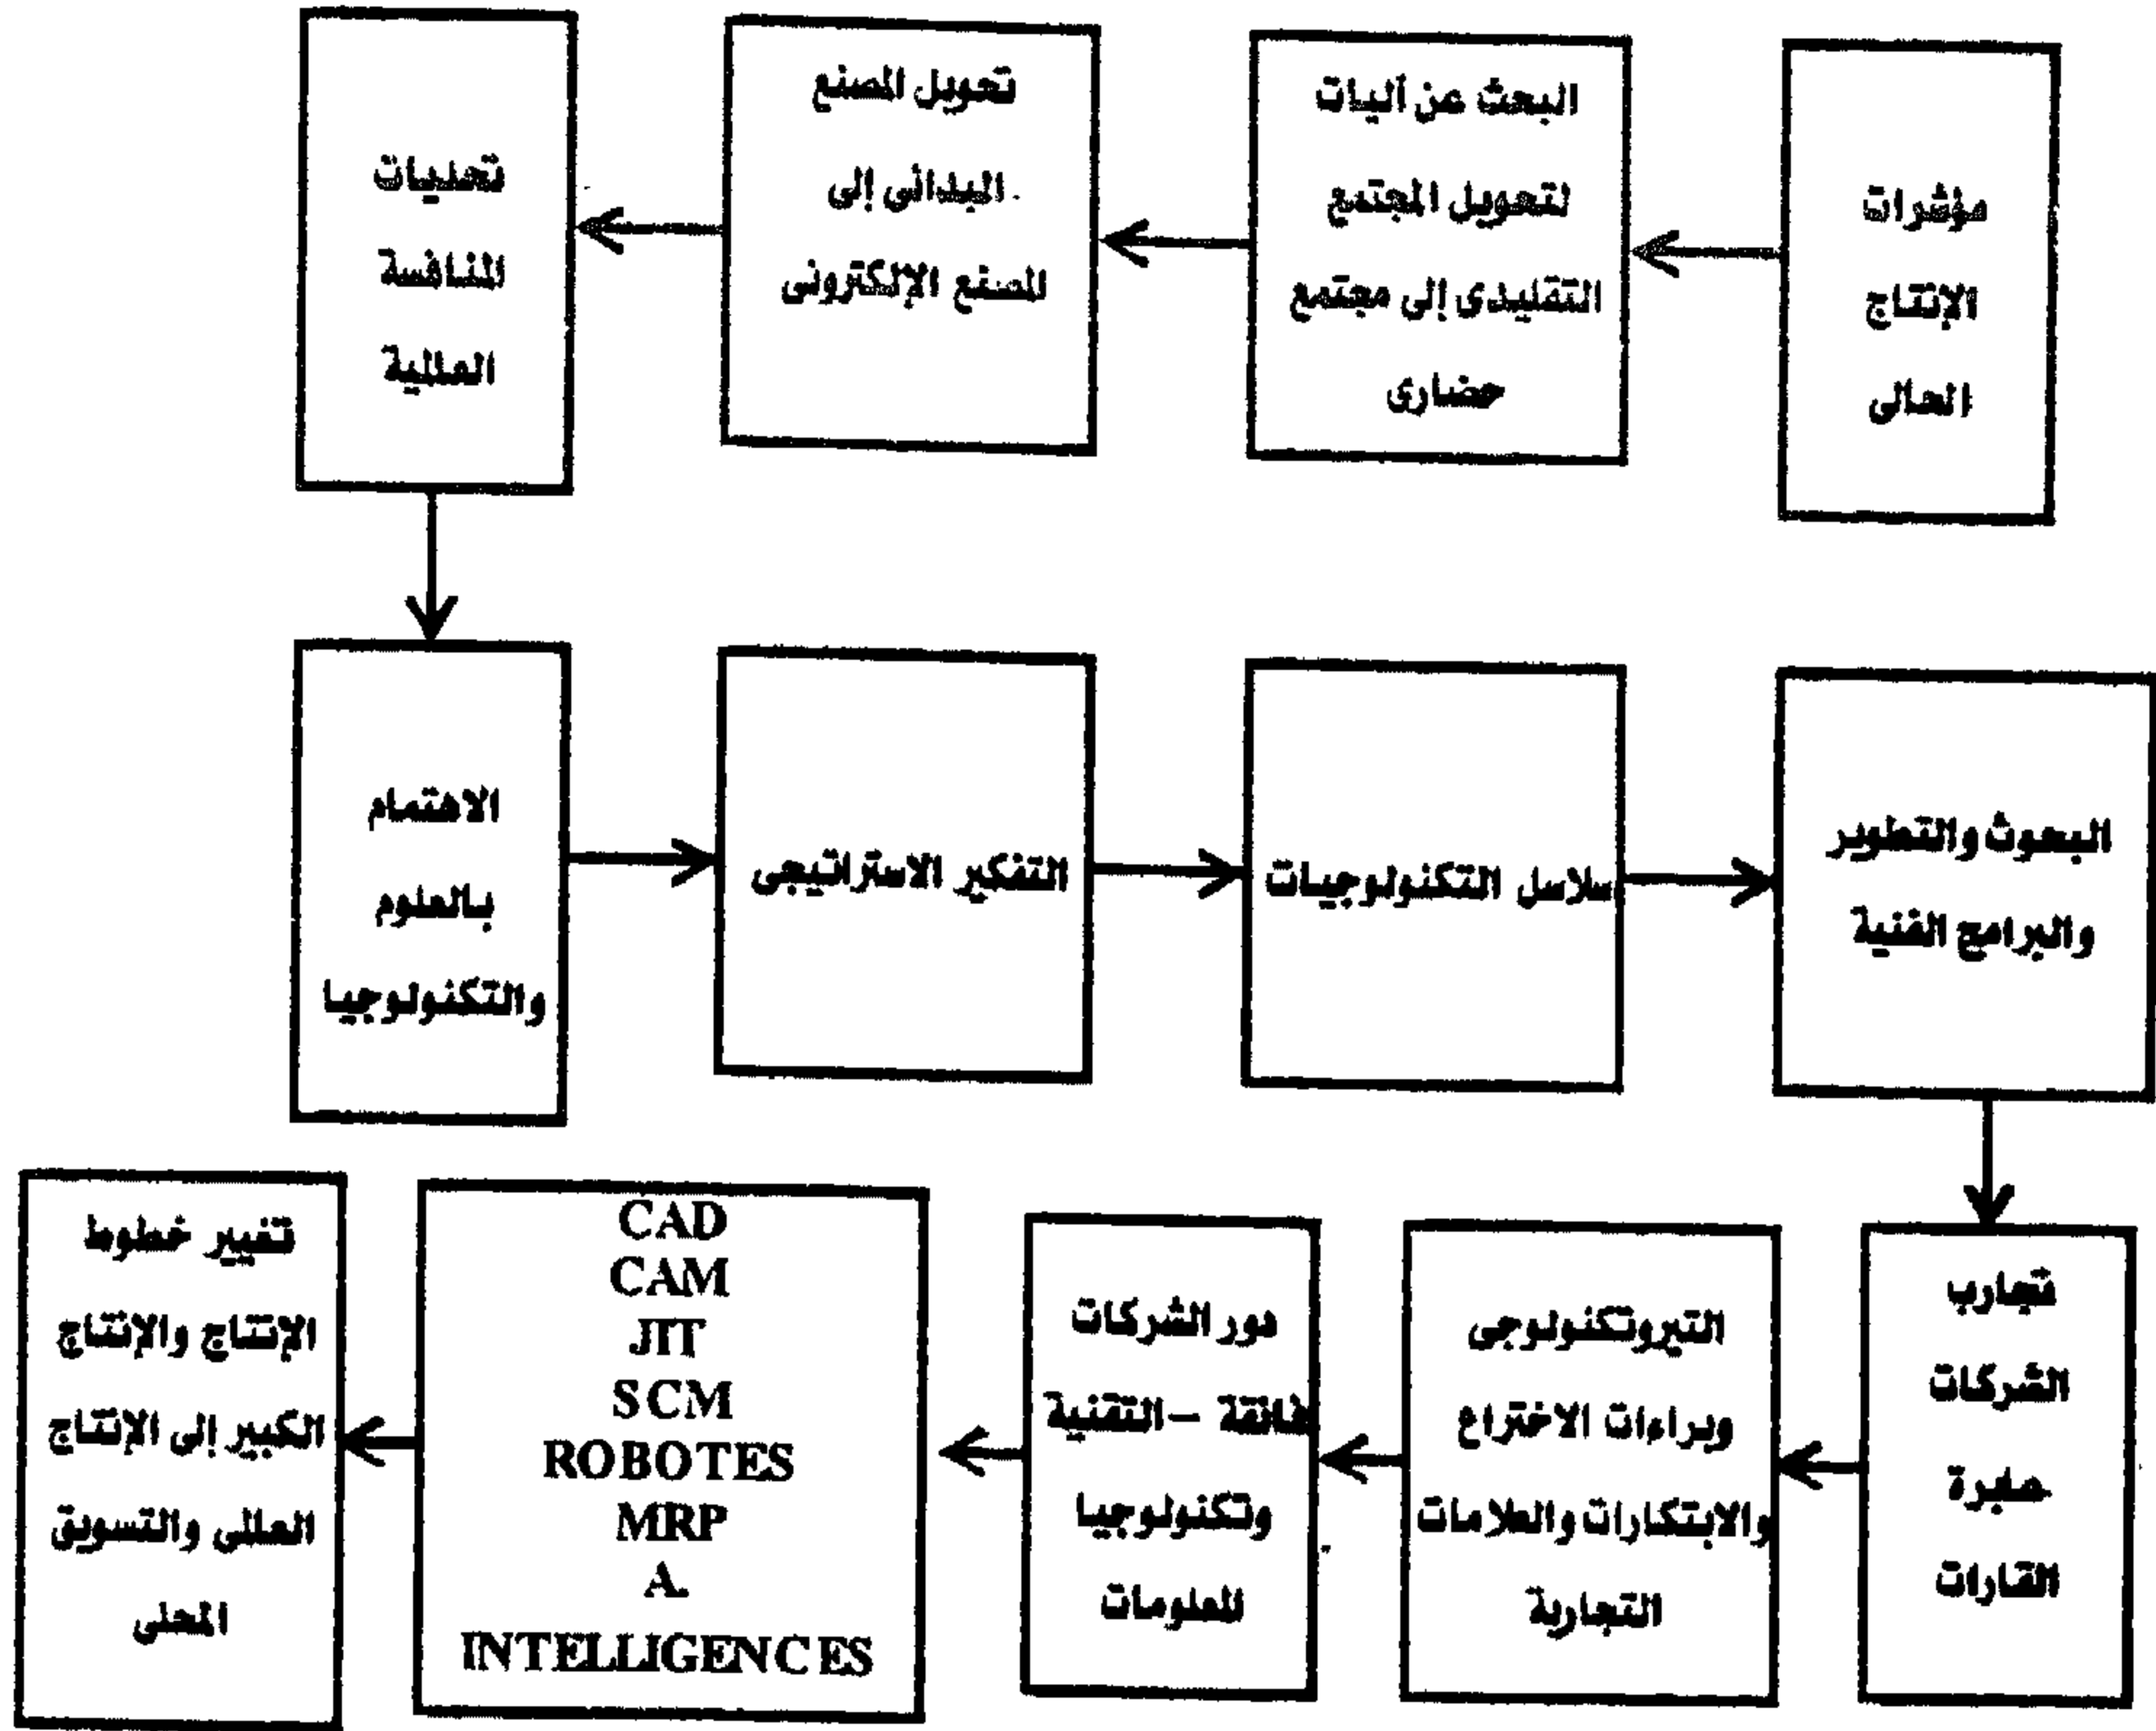 مؤشرات
الإنتاج
الحالى
البحث عن آليات
لتحويل المجتمع
التقليدى إلى مجتمع
حضارى
تحويل المصنع
البدائى إلى
المصنع الإلكترونى
تحديات
المنافسة
العالمية
الاهتمام
بالعلوم
والتكنولوجيا
التفكير الاستراتيجى
سلاسل التكنولوجيات
البحوث والتطوير
والبرامج الفنية
تجارب
الشركات
عابرة
القارات
التيروتكنولوجى
وبراءات الاختراع
والابتكارات والعلامات
التجارية
دور الشركات
فائقة – التقنية
وتكنولوجيا
المعلومات
CAD
CAM
JIT
SCM
ROBOTES
MRP
A.
INTELLIGENCES
تغيير خطوط
الإنتاج والإنتاج
الكبير إلى الإنتاج
العالمى والتسويق
المحلى